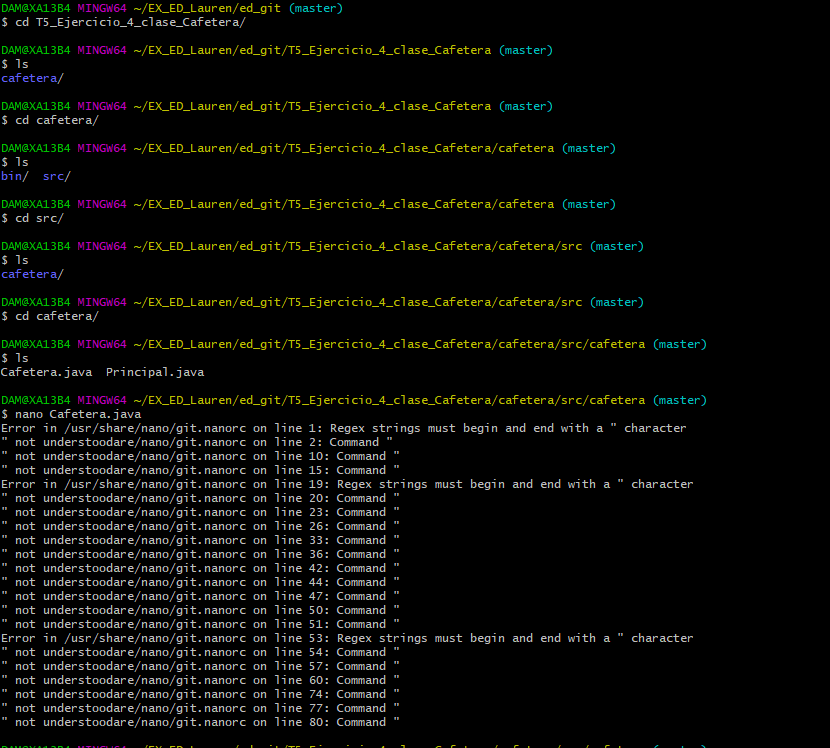 DAM@XA13B4 MINGW64 ~/EX_ED_Lauren/ed_git (master)
$ cd T5_Ejercicio_4_clase_Cafetera/
DAM@XA13B4 MINGW64 ~/EX_ED_Lauren/ed_git/T5_Ejercicio_4_clase_Cafetera (master)
$ ls
cafetera/
DAM@XA13B4 MINGW64 ~/EX_ED_Lauren/ed_git/T5_Ejercicio_4_clase_Cafetera (master)
$ cd cafetera/
DAM@XA13B4 MINGW64 ~/EX_ED_Lauren/ed_git/T5_Ejercicio_4_clase_Cafetera/cafetera (master)
$ ls
bin/  src/
DAM@XA13B4 MINGW64 ~/EX_ED_Lauren/ed_git/T5_Ejercicio_4_clase_Cafetera/cafetera (master)
$ cd src/
DAM@XA13B4 MINGW64 ~/EX_ED_Lauren/ed_git/T5_Ejercicio_4_clase_Cafetera/cafetera/src (master)
$ ls
cafetera/
DAM@XA13B4 MINGW64 ~/EX_ED_Lauren/ed_git/T5_Ejercicio_4_clase_Cafetera/cafetera/src (master)
$ cd cafetera/
DAM@XA13B4 MINGW64 ~/EX_ED_Lauren/ed_git/T5_Ejercicio_4_clase_Cafetera/cafetera/src/cafetera (master)
$ ls
Cafetera.java  Principal.java
DAM@XA13B4 MINGW64 ~/EX_ED_Lauren/ed_git/T5_Ejercicio_4_clase_Cafetera/cafetera/src/cafetera (master)
$ nano Cafetera.java
Error in /usr/share/nano/git.nanorc on line 1: Regex strings must begin and end with a " character
" not understoodare/nano/git.nanorc on line 2: Command "
" not understoodare/nano/git.nanorc on line 10: Command "
" not understoodare/nano/git.nanorc on line 15: Command "
Error in /usr/share/nano/git.nanorc on line 19: Regex strings must begin and end with a " character
" not understoodare/nano/git.nanorc on line 20: Command "
" not understoodare/nano/git.nanorc on line 23: Command "
" not understoodare/nano/git.nanorc on line 26: Command "
" not understoodare/nano/git.nanorc on line 33: Command "
" not understoodare/nano/git.nanorc on line 36: Command "
" not understoodare/nano/git.nanorc on line 42: Command "
" not understoodare/nano/git.nanorc on line 44: Command "
" not understoodare/nano/git.nanorc on line 47: Command "
" not understoodare/nano/git.nanorc on line 50: Command "
" not understoodare/nano/git.nanorc on line 51: Command "
Error in /usr/share/nano/git.nanorc on line 53: Regex strings must begin and end with a " character
" not understoodare/nano/git.nanorc on line 54: Command "
" not understoodare/nano/git.nanorc on line 57: Command "
" not understoodare/nano/git.nanorc on line 60: Command "
" not understoodare/nano/git.nanorc on line 74: Command "
" not understoodare/nano/git.nanorc on line 77: Command "
" not understoodare/nano/git.nanorc on line 80: Command "